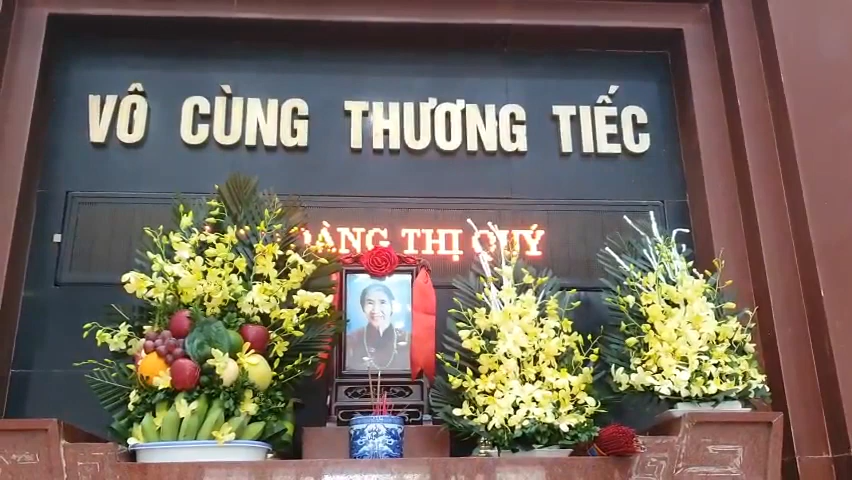 VÔ CÙNG THƯƠNG TIẾC
THỊ QUÝ